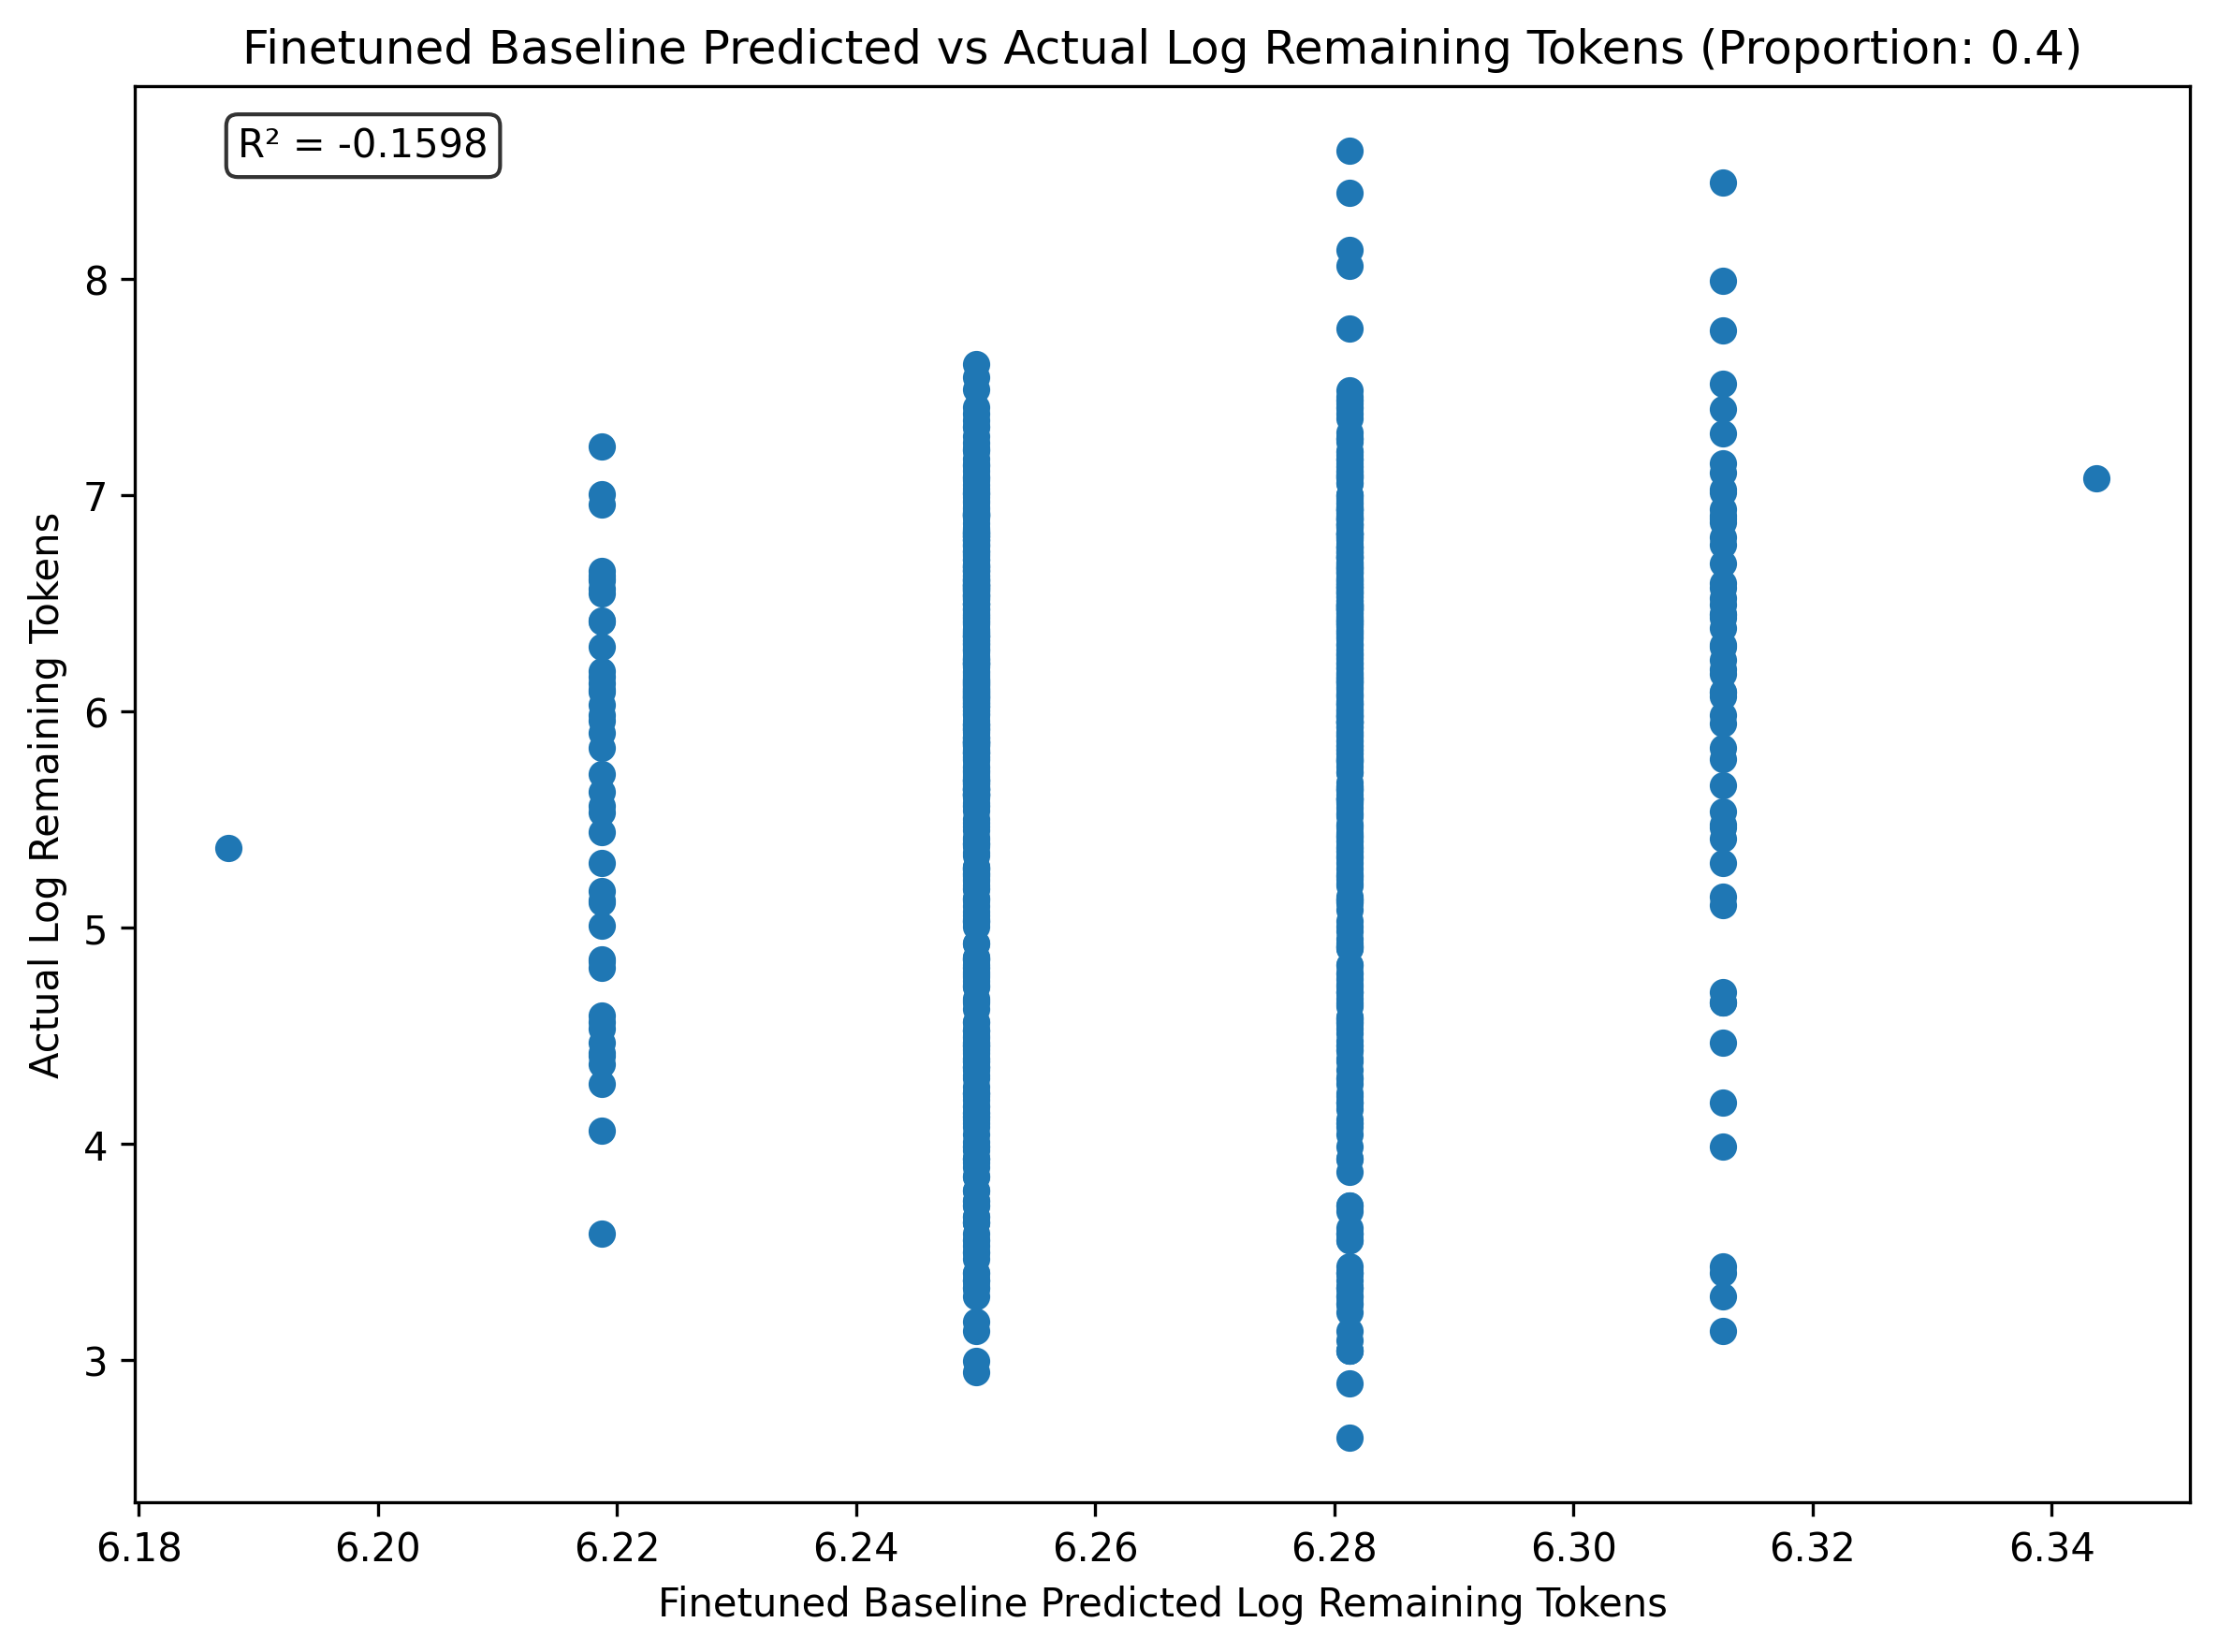 Finetuned Baseline Predicted vs Actual Log Remaining Tokens (Proportion: 0.4)
R² = -0.1598
8
7
6
5
4
3
Actual Log Remaining Tokens
6.18 6.20 6.22 6.24 6.26 6.28 6.30 6.32 6.34
Finetuned Baseline Predicted Log Remaining Tokens